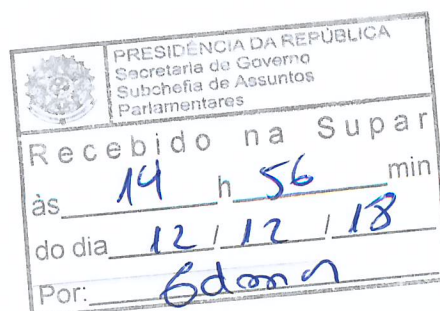 PRESIDÊNCIA DA REPÚBLICA
Secretaria de Governo
Subchefia de Assuntos
Parlamentares
Recebido na Supar
às 14 h 56 min
do dia 12 / 12 / 18
Por: